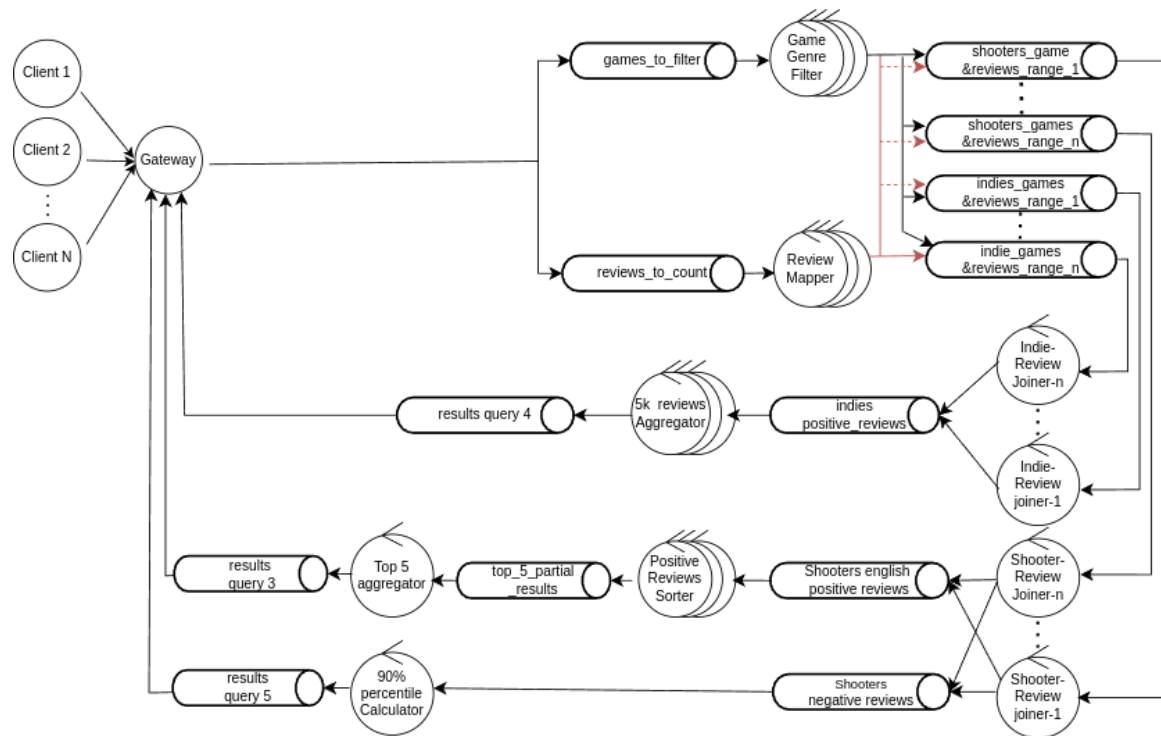 Client 1
Client 2
Client N
Gateway
games_to_filter
Game
Genre
Filter
shooters_game
&reviews_range_1
shooters_games
&reviews_range_n
indies_games
&reviews_range_1
indie_games
&reviews_range_n
reviews_to_count
Review
Mapper
Indie-
Review
Joiner-n
results query 4
5k reviews
Aggregator
indies
positive_reviews
Indie-
Review
joiner-1
results
query 3
Top 5
aggregator
top_5_partial
_results
Positive
Reviews
Sorter
Shooters english
positive reviews
Shooter-
Review
Joiner-n
results
query 5
90%
percentile
Calculator
Shooters
negative reviews
Shooter-
Review
joiner-1